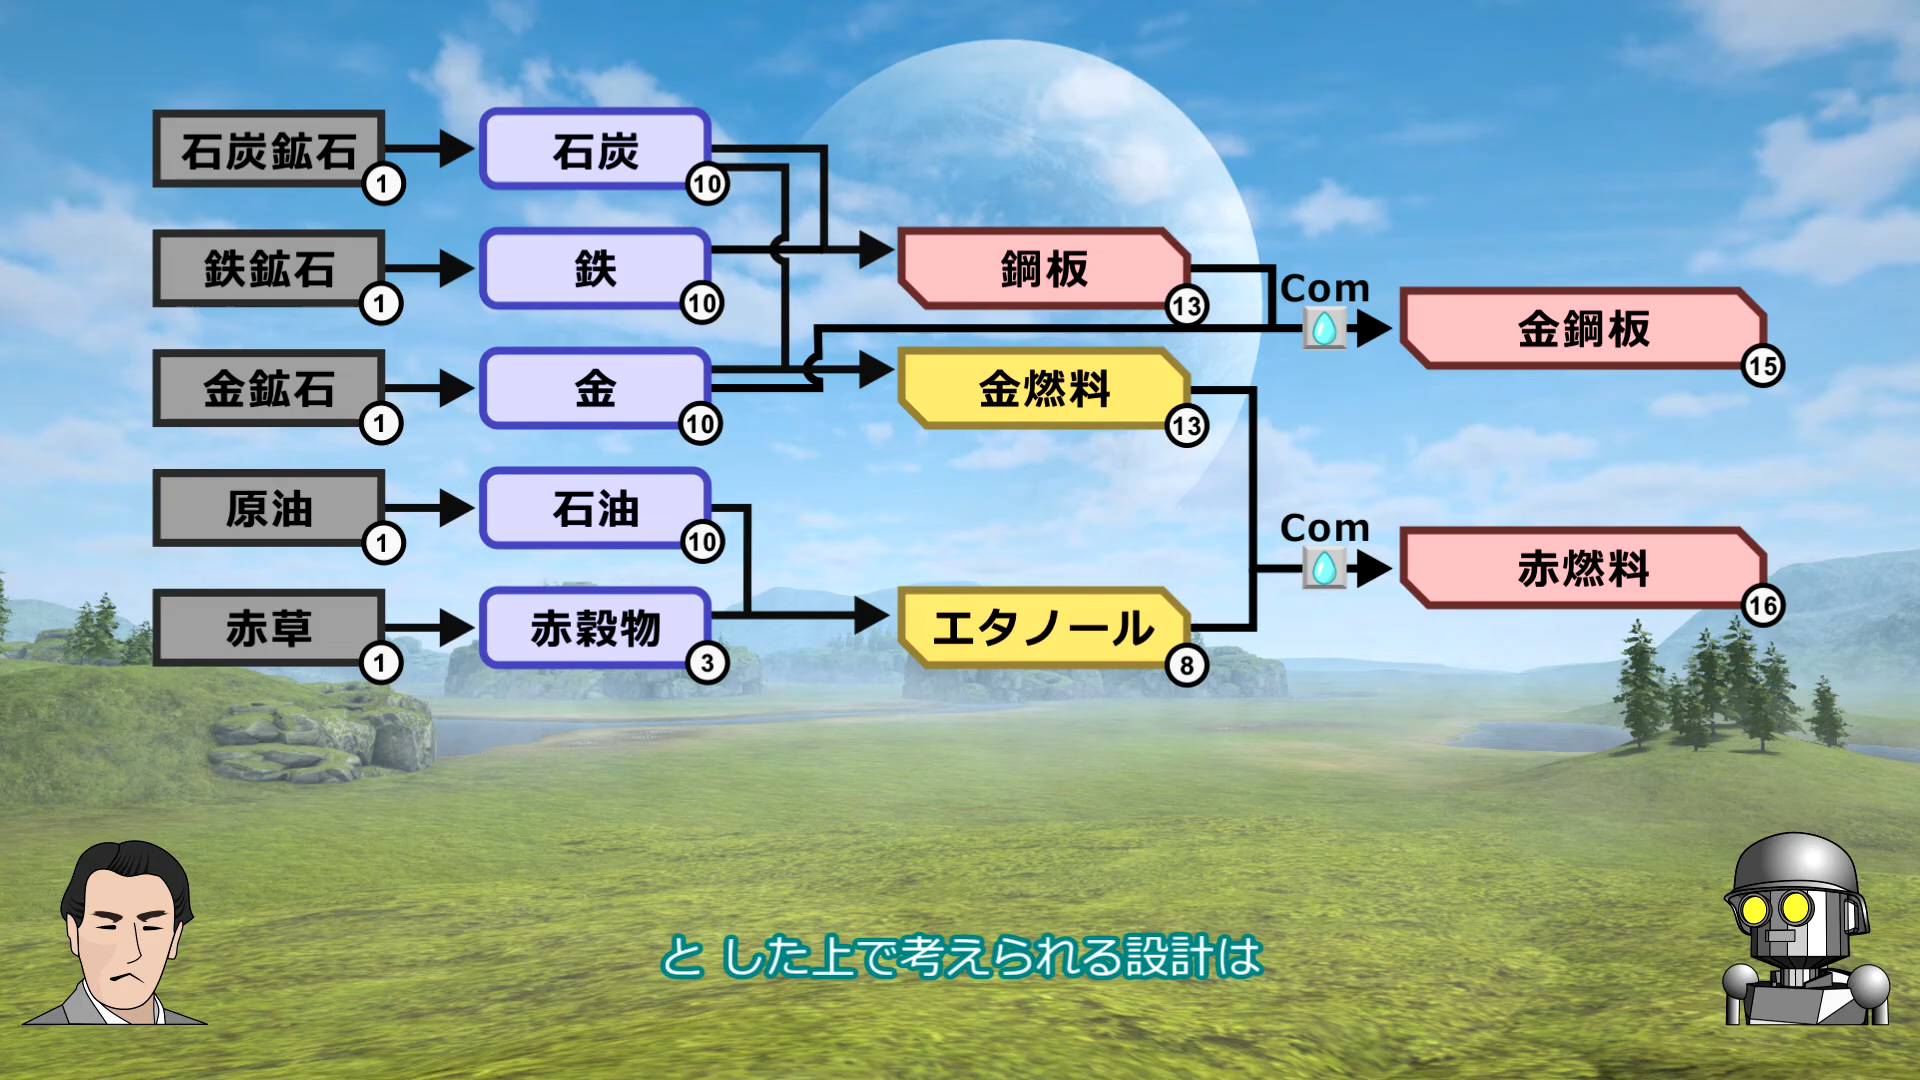 石炭鉱石 1
石炭 10
鉄鉱石 1
鉄 10
鋼板 13
Com
金鋼板 15
金鉱石 1
金 10
金燃料 13
原油 1
石油 10
Com
赤燃料 16
赤草 1
赤穀物 3
エタノール 8
と した上で考えられる設計は